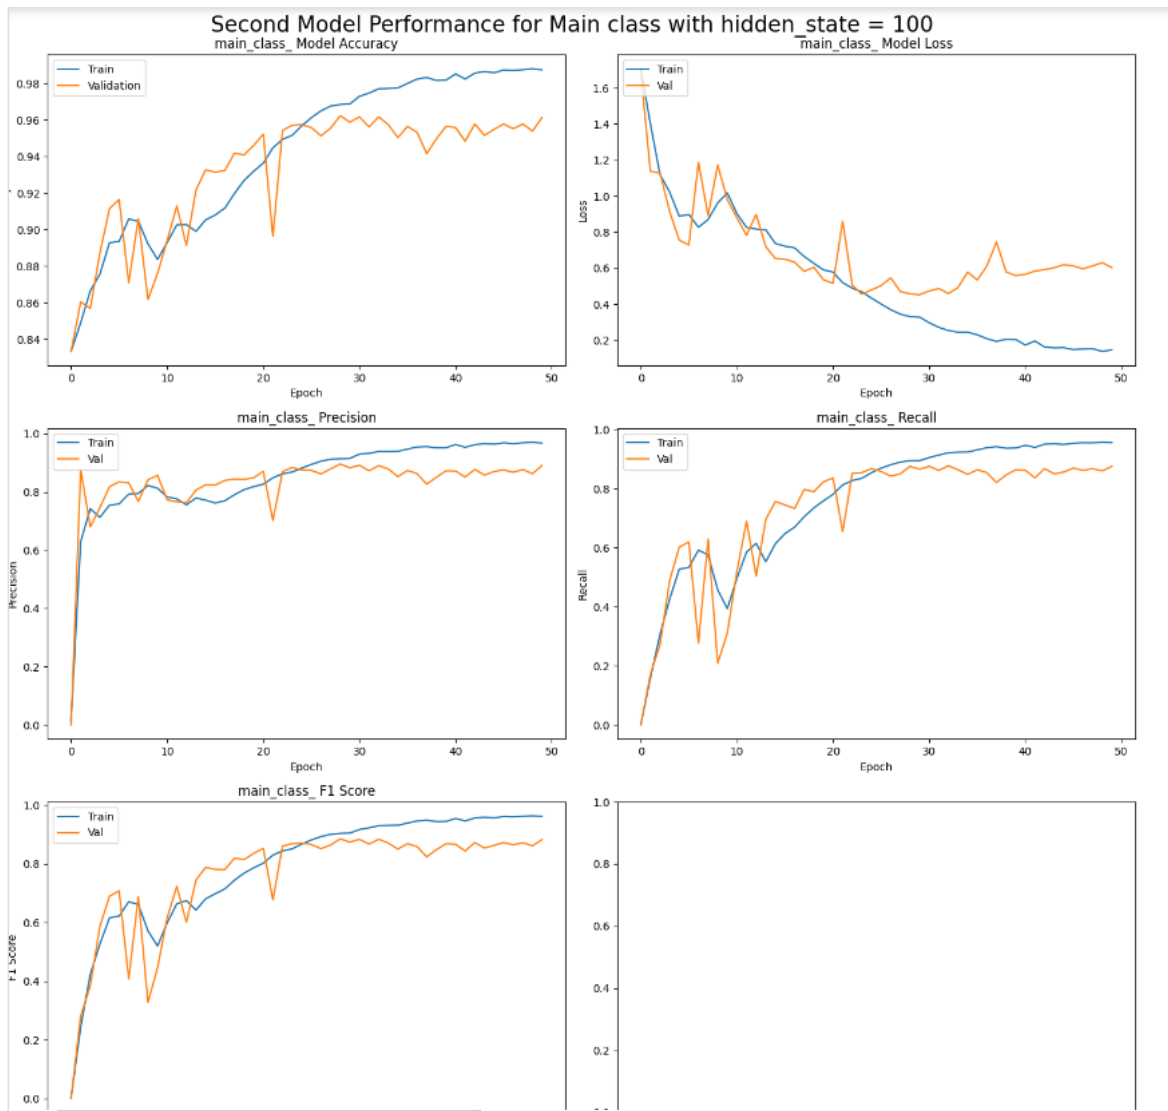 Second Model Performance for Main class with hidden_state = 100
main_class_ Model Accuracy
Train
Validation
0.98
0.96
0.94
0.92
0.90
0.88
0.86
0.84
0
10
20
30
40
50
Epoch
main_class_ Model Loss
Train
Val
Loss
1.6
1.4
1.2
1.0
0.8
0.6
0.4
0.2
0
10
20
30
40
50
Epoch
main_class_ Precision
Train
Val
Precision
1.0
0.8
0.6
0.4
0.2
0.0
0
10
20
30
40
50
Epoch
main_class_ Recall
Train
Val
Recall
1.0
0.8
0.6
0.4
0.2
0.0
0
10
20
30
40
50
Epoch
main_class_ F1 Score
Train
Val
F1 Score
1.0
0.8
0.6
0.4
0.2
0.0
1.0
0.8
0.6
0.4
0.2